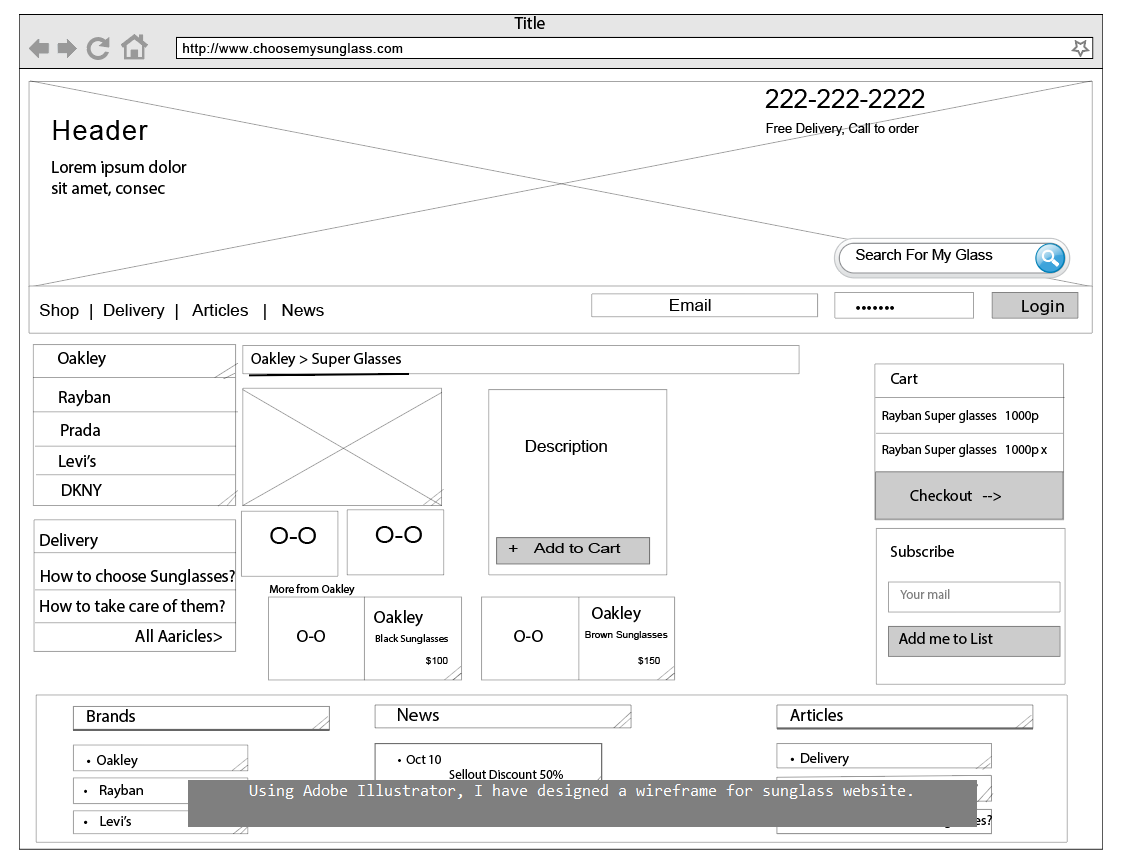 Title
http://www.choosemysunglass.com
222-222-2222
Free Delivery, Call to order
Header
Lorem ipsum dolor
sit amet, consec
Search For My Glass
Shop | Delivery | Articles | News
Email
•••••••
Login
Oakley
Rayban
Prada
Levi's
DKNY
Delivery
How to choose Sunglasses?
How to take care of them?
All Aaricles>
Oakley > Super Glasses
O-O
O-O
Description
+ Add to Cart
More from Oakley
O-O
Oakley
Black Sunglasses
$100
O-O
Oakley
Brown Sunglasses
$150
Cart
Rayban Super glasses 1000p
Rayban Super glasses 1000p x
Checkout -->
Subscribe
Your mail
Add me to List
Brands
• Oakley
• Rayban
• Levi's
News
• Oct 10
Sellout Discount 50%
Articles
• Delivery
es?
Using Adobe Illustrator, I have designed a wireframe for sunglass website.